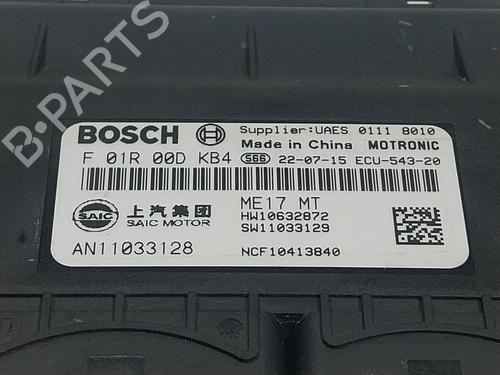 BOSCH Supplier:UAES 0111 8010
Made in China MOTRONIC
F 01R 00D KB4 S66 22-07-15 ECU-543-20
SAIC 上汽集团 SAIC MOTOR
ME17 MT
HW10632872
SW11033129
AN11033128 NCF10413840
B-PARTS